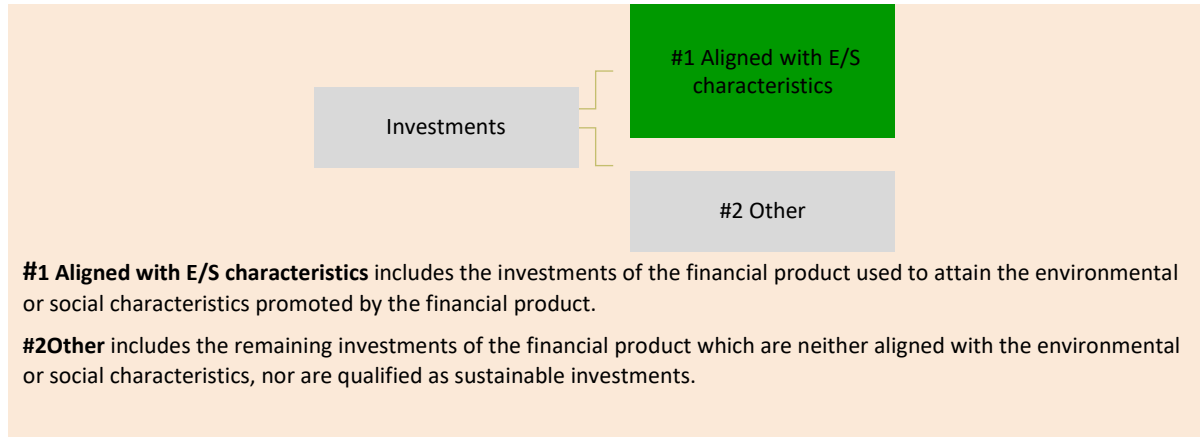 #1 Aligned with E/S
characteristics
Investments
#2 Other
#1 Aligned with E/S characteristics includes the investments of the financial product used to attain the environmental
or social characteristics promoted by the financial product.
#2Other includes the remaining investments of the financial product which are neither aligned with the environmental
or social characteristics, nor are qualified as sustainable investments.